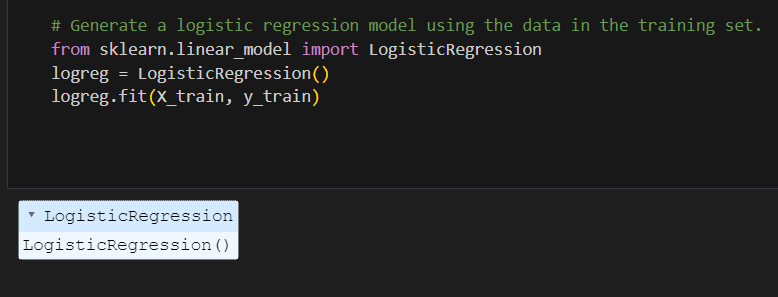 # Generate a logistic regression model using the data in the training set.
from sklearn.linear_model import LogisticRegression
logreg = LogisticRegression()
logreg.fit(X_train, y_train)
▾ LogisticRegression
LogisticRegression()